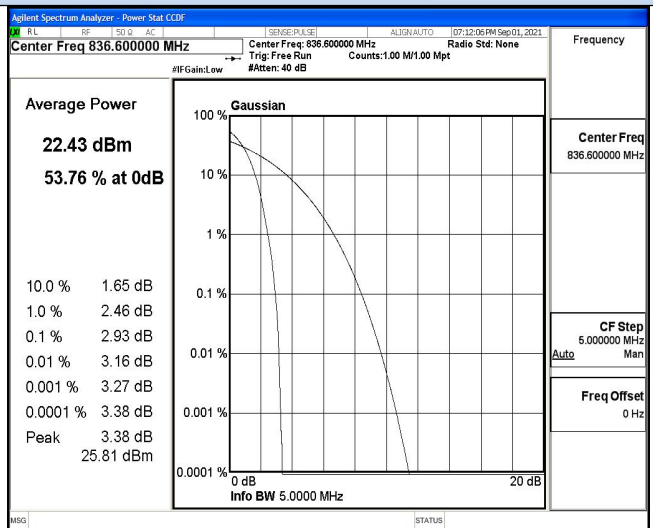 Agilent Spectrum Analyzer - Power Stat CCDF
LXI RL RF 50 Ω AC SENSE:PULSE ALIGN AUTO 07:12:06 PM Sep 01, 2021
Center Freq 836.600000 MHz
Center Freq: 836.600000 MHz Radio Std: None
Trig: Free Run Counts:1.00 M/1.00 Mpt
#IFGain:Low #Atten: 40 dB
Frequency
Average Power
22.43 dBm
53.76 % at 0dB
10.0 % 1.65 dB
1.0 % 2.46 dB
0.1 % 2.93 dB
0.01 % 3.16 dB
0.001 % 3.27 dB
0.0001 % 3.38 dB
Peak 3.38 dB
25.81 dBm
Gaussian
100 %
10 %
1 %
0.1 %
0.01 %
0.001 %
0.0001 %
0 dB 20 dB
Info BW 5.0000 MHz
Center Freq
836.600000 MHz
CF Step
5.000000 MHz
Auto Man
Freq Offset
0 Hz
MSG STATUS